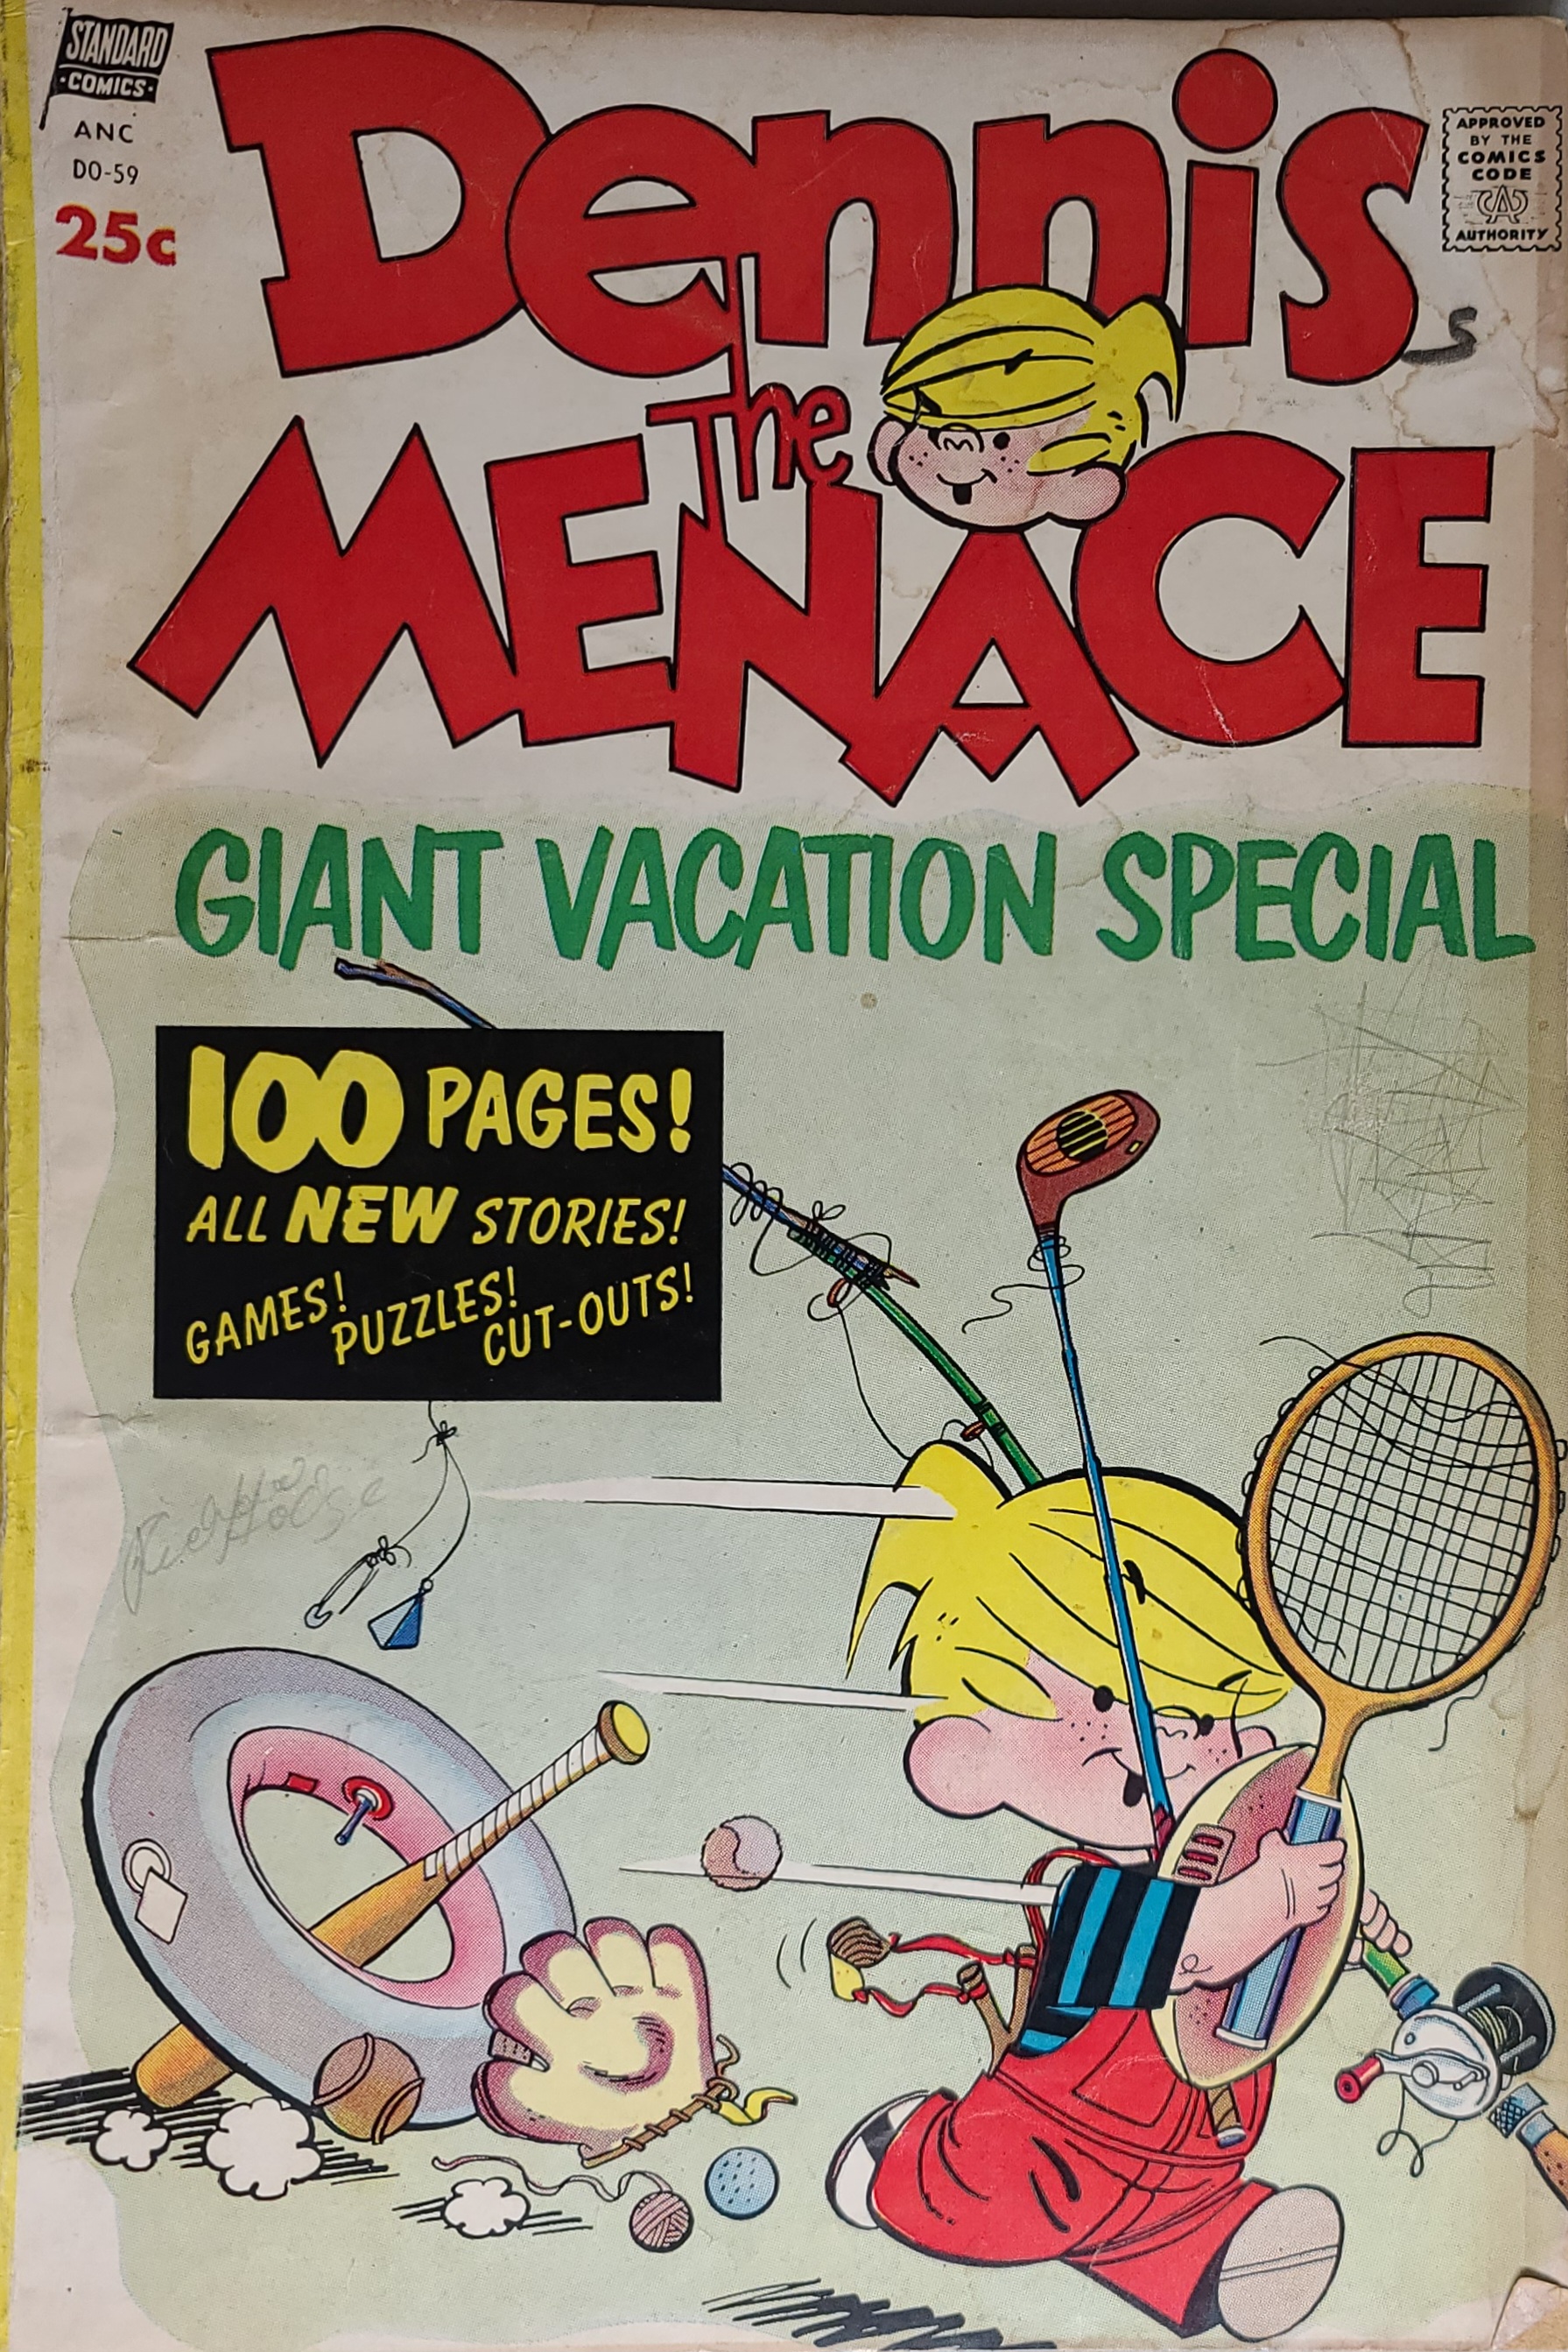 STANDARD
·COMICS·
ANC
DO-59
25c
APPROVED
BY THE
COMICS
CODE
CA
AUTHORITY
Dennis
The
MENACE
S
GIANT VACATION SPECIAL
100 PAGES!
ALL NEW STORIES!
GAMES!
PUZZLES!
CUT-OUTS!